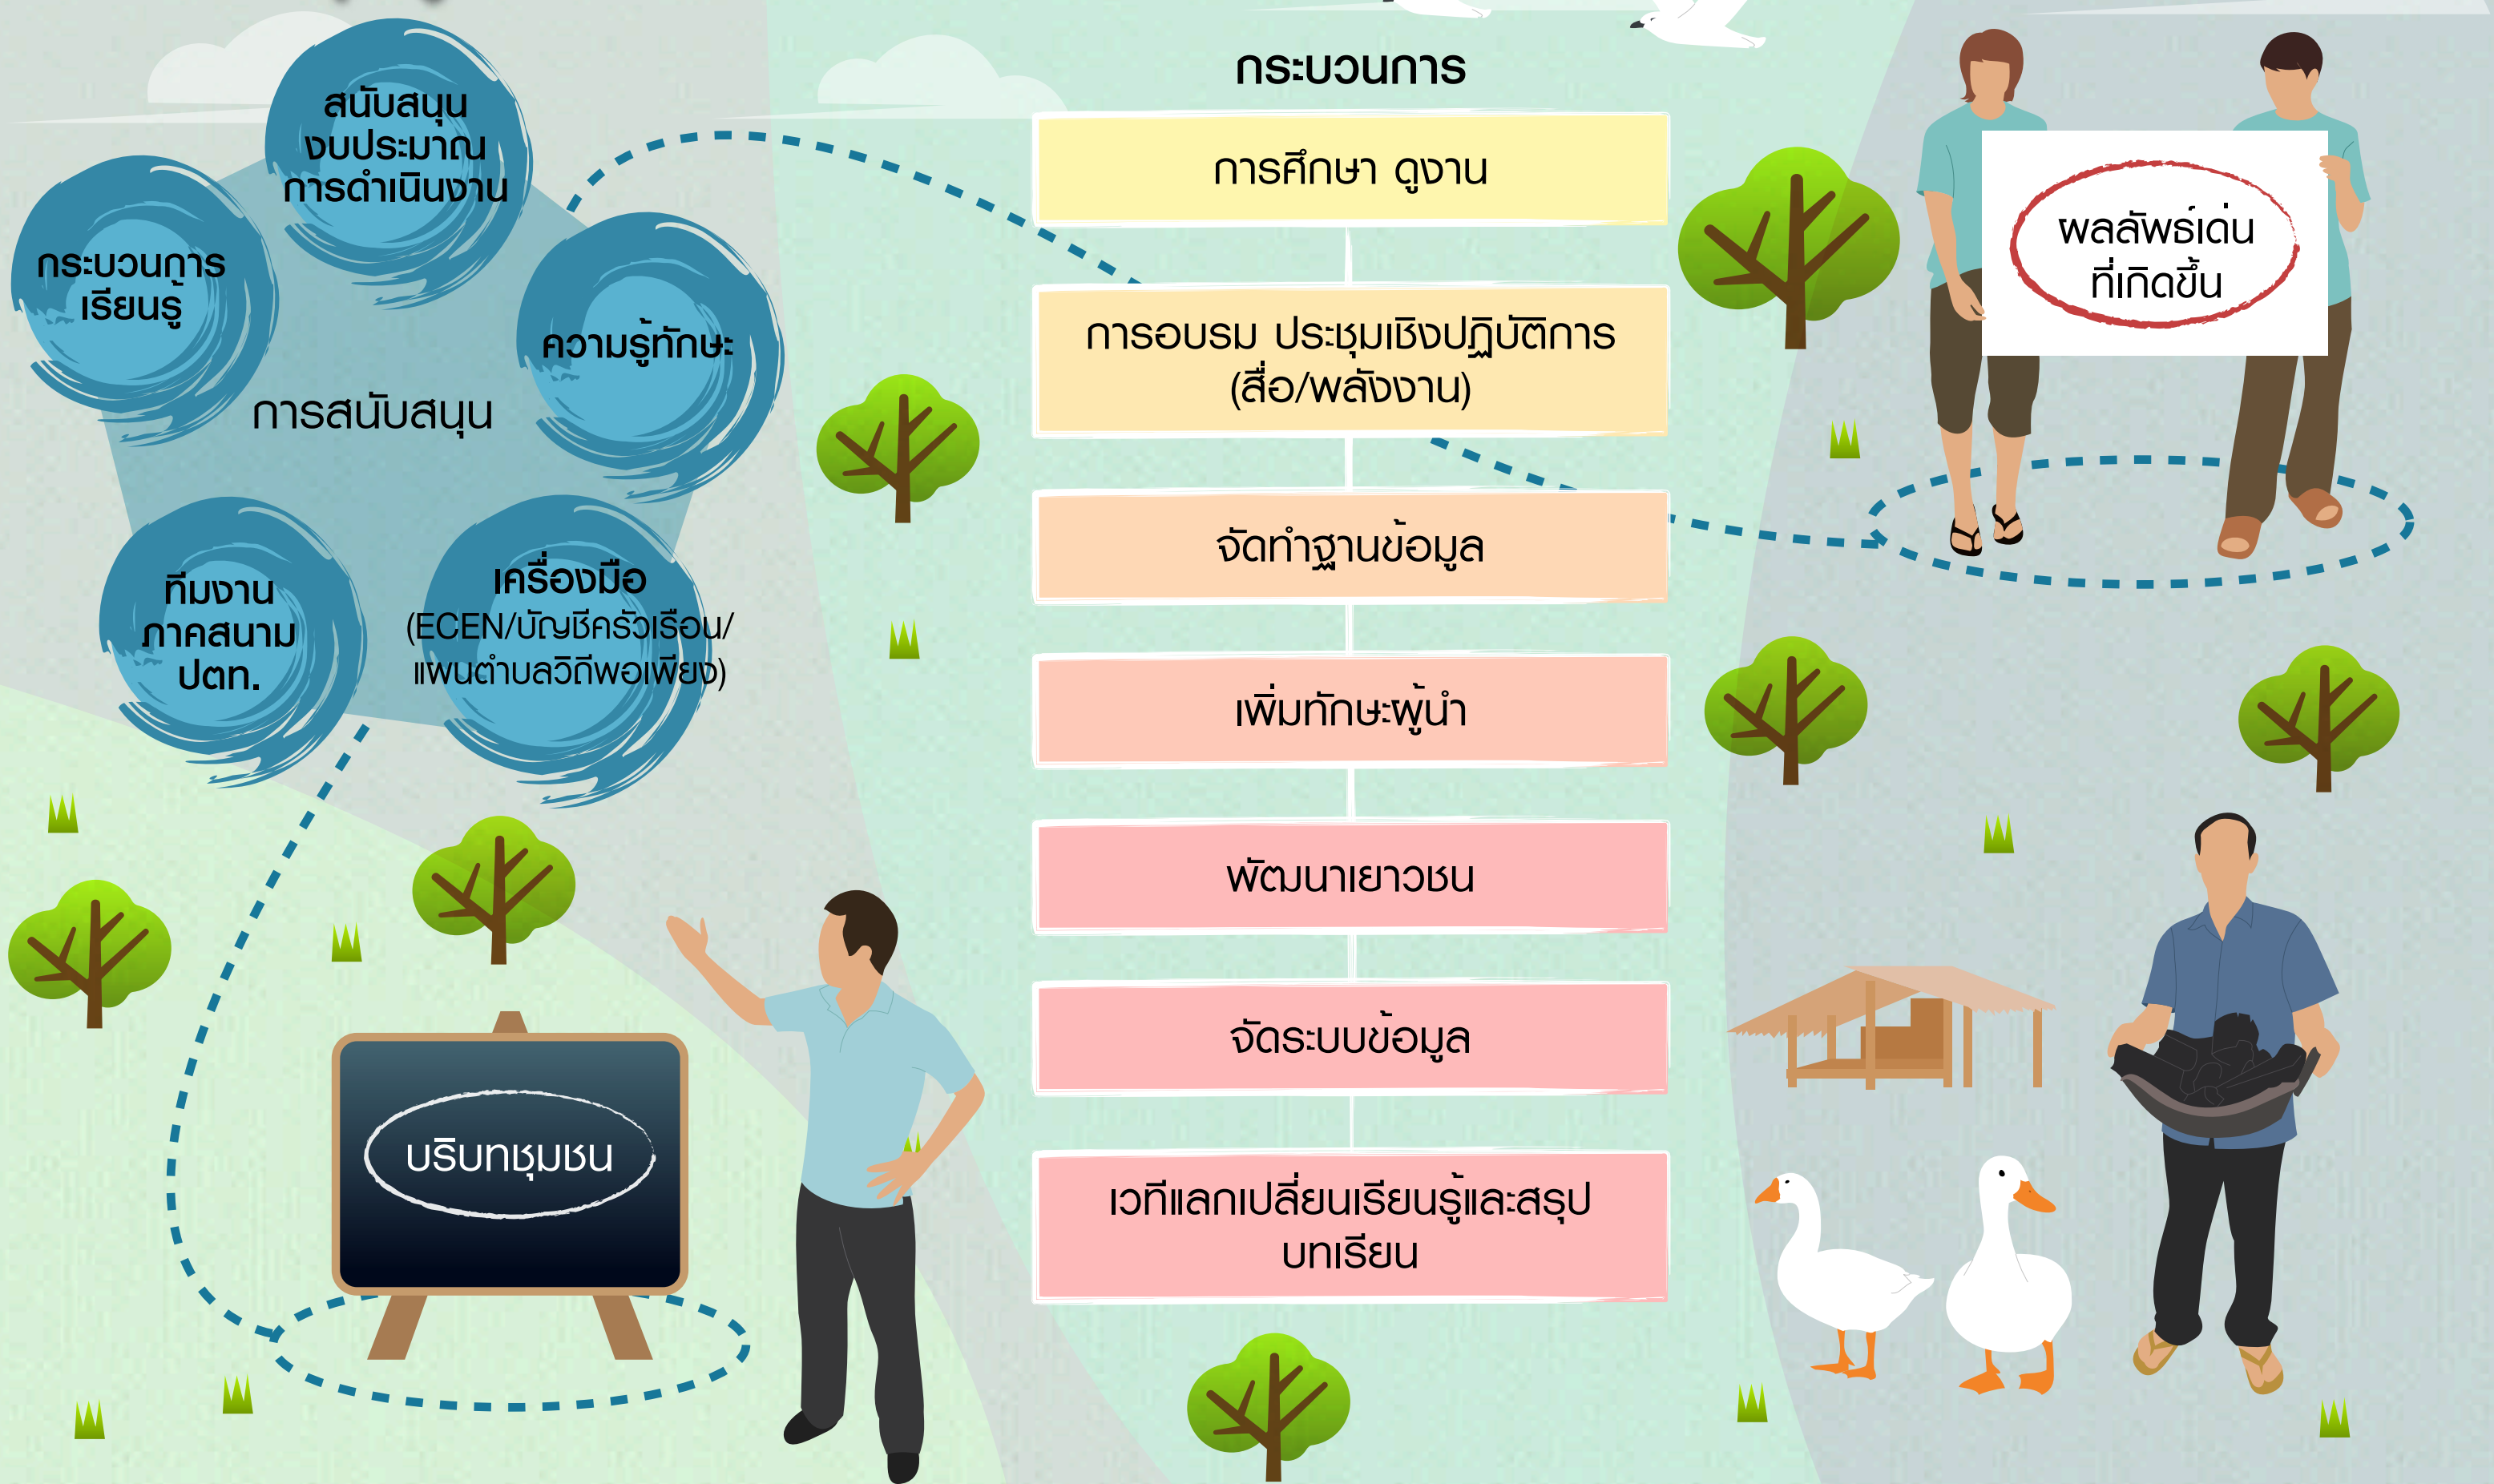 สนับสนุน
งบประมาณ
การดำเนินงาน
กระบวนการ
เรียนรู้
ความรู้ทักษะ
การสนับสนุน
ทีมงาน
ภาคสนาม
ปตท.
เครื่องมือ
(ECEN/บัญชีครัวเรือน/
แผนตำบลวิถีพอเพียง)
บริบทชุมชน
กระบวนการ
การศึกษา ดูงาน
การอบรม ประชุมเชิงปฏิบัติการ
(สื่อ/พลังงาน)
จัดทำฐานข้อมูล
เพิ่มทักษะผู้นำ
พัฒนาเยาวชน
จัดระบบข้อมูล
เวทีแลกเปลี่ยนเรียนรู้และสรุป
บทเรียน
ผลลัพธ์เด่น
ที่เกิดขึ้น